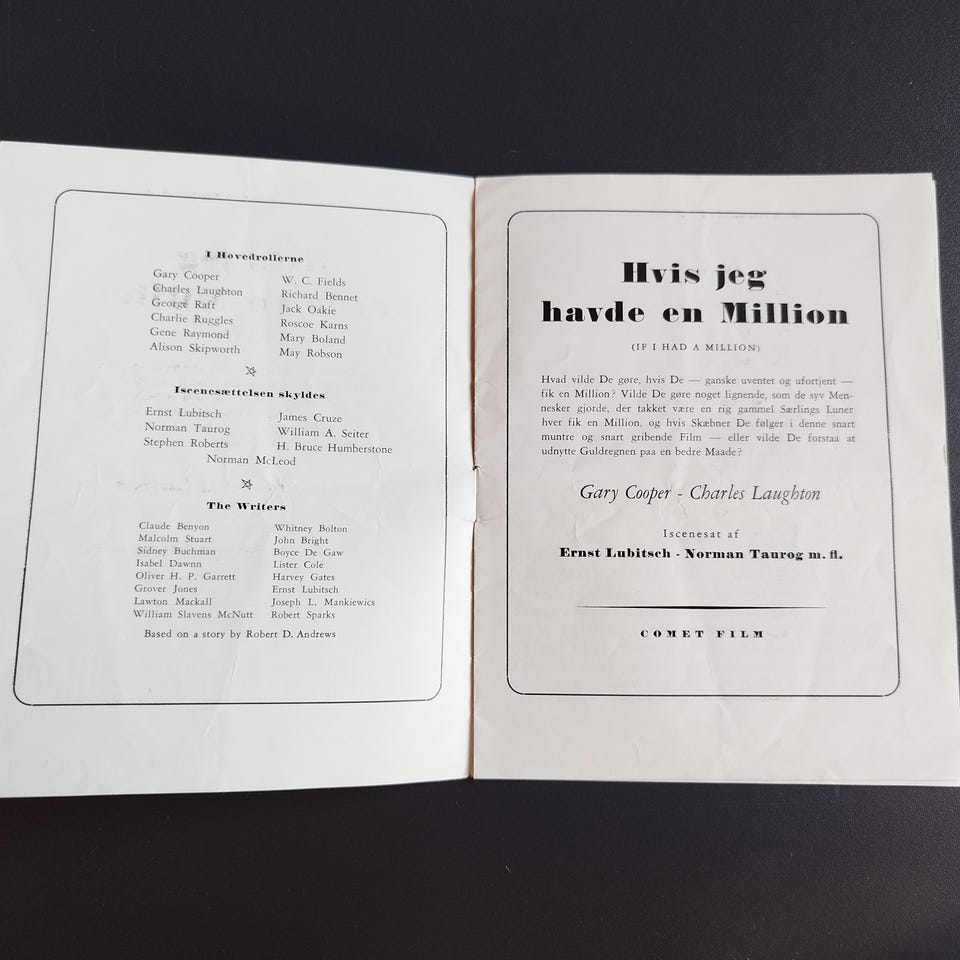 I Hovedrollerne
Gary Cooper
Charles Laughton
George Raft
Charlie Ruggles
Gene Raymond
Alison Skipworth
W. C. Fields
Richard Bennet
Jack Oakie
Roscoe Karns
Mary Boland
May Robson
Iscenesættelsen skyldes
Ernst Lubitsch
Norman Taurog
Stephen Roberts
James Cruze
William A. Seiter
H. Bruce Humberstone
Norman McLeod
The Writers
Claude Benyon
Malcolm Stuart
Sidney Buchman
Isabel Dawnn
Oliver H. P. Garrett
Grover Jones
Lawton Mackall
William Slavens McNutt
Whitney Bolton
John Bright
Boyce De Gaw
Lister Cole
Harvey Gates
Ernst Lubitsch
Joseph L. Mankiewics
Robert Sparks
Based on a story by Robert D. Andrews
Hvis jeg
havde en Million
(IF I HAD A MILLION)
Hvad vilde De gøre, hvis De — ganske uventet og ufortjent —
fik en Million? Vilde De gøre noget lignende, som de syv Men-
nesker gjorde, der takket være en rig gammel Særlings Luner
hver fik en Million, og hvis Skæbner De følger i denne snart
muntre og snart gribende Film — eller vilde De forstaa at
udnytte Guldregnen paa en bedre Maade?
Gary Cooper - Charles Laughton
Iscenesat af
Ernst Lubitsch - Norman Taurog m. fl.
COMET FILM